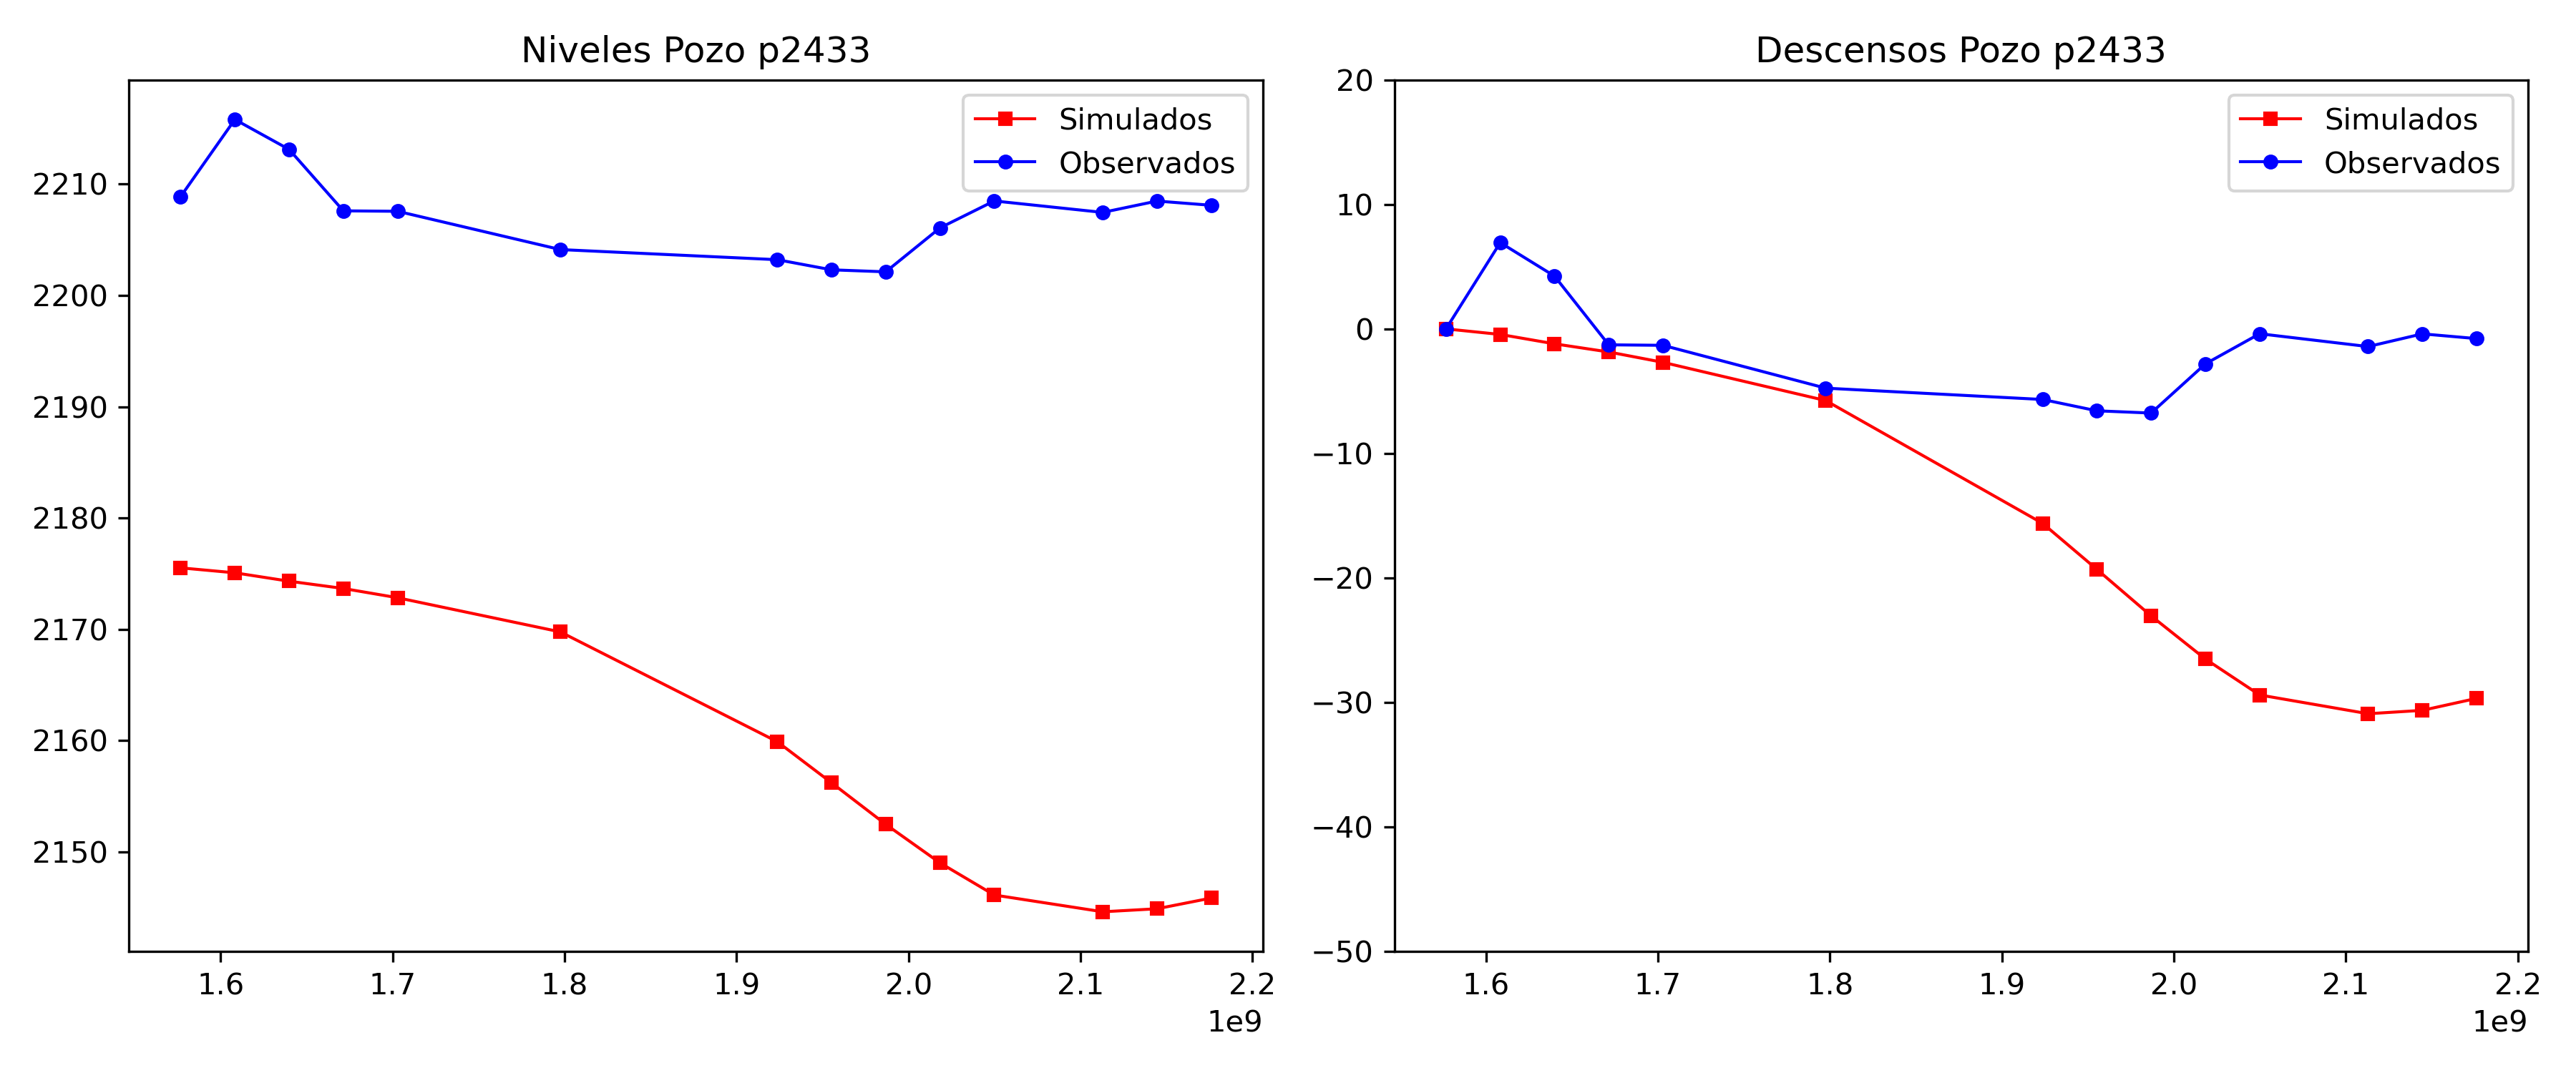 Niveles Pozo p2433
Simulados
Observados
2210
2200
2190
2180
2170
2160
2150
1.6 1.7 1.8 1.9 2.0 2.1 2.2
1e9
Descensos Pozo p2433
Simulados
Observados
20
10
0
−10
−20
−30
−40
−50
1.6 1.7 1.8 1.9 2.0 2.1 2.2
1e9